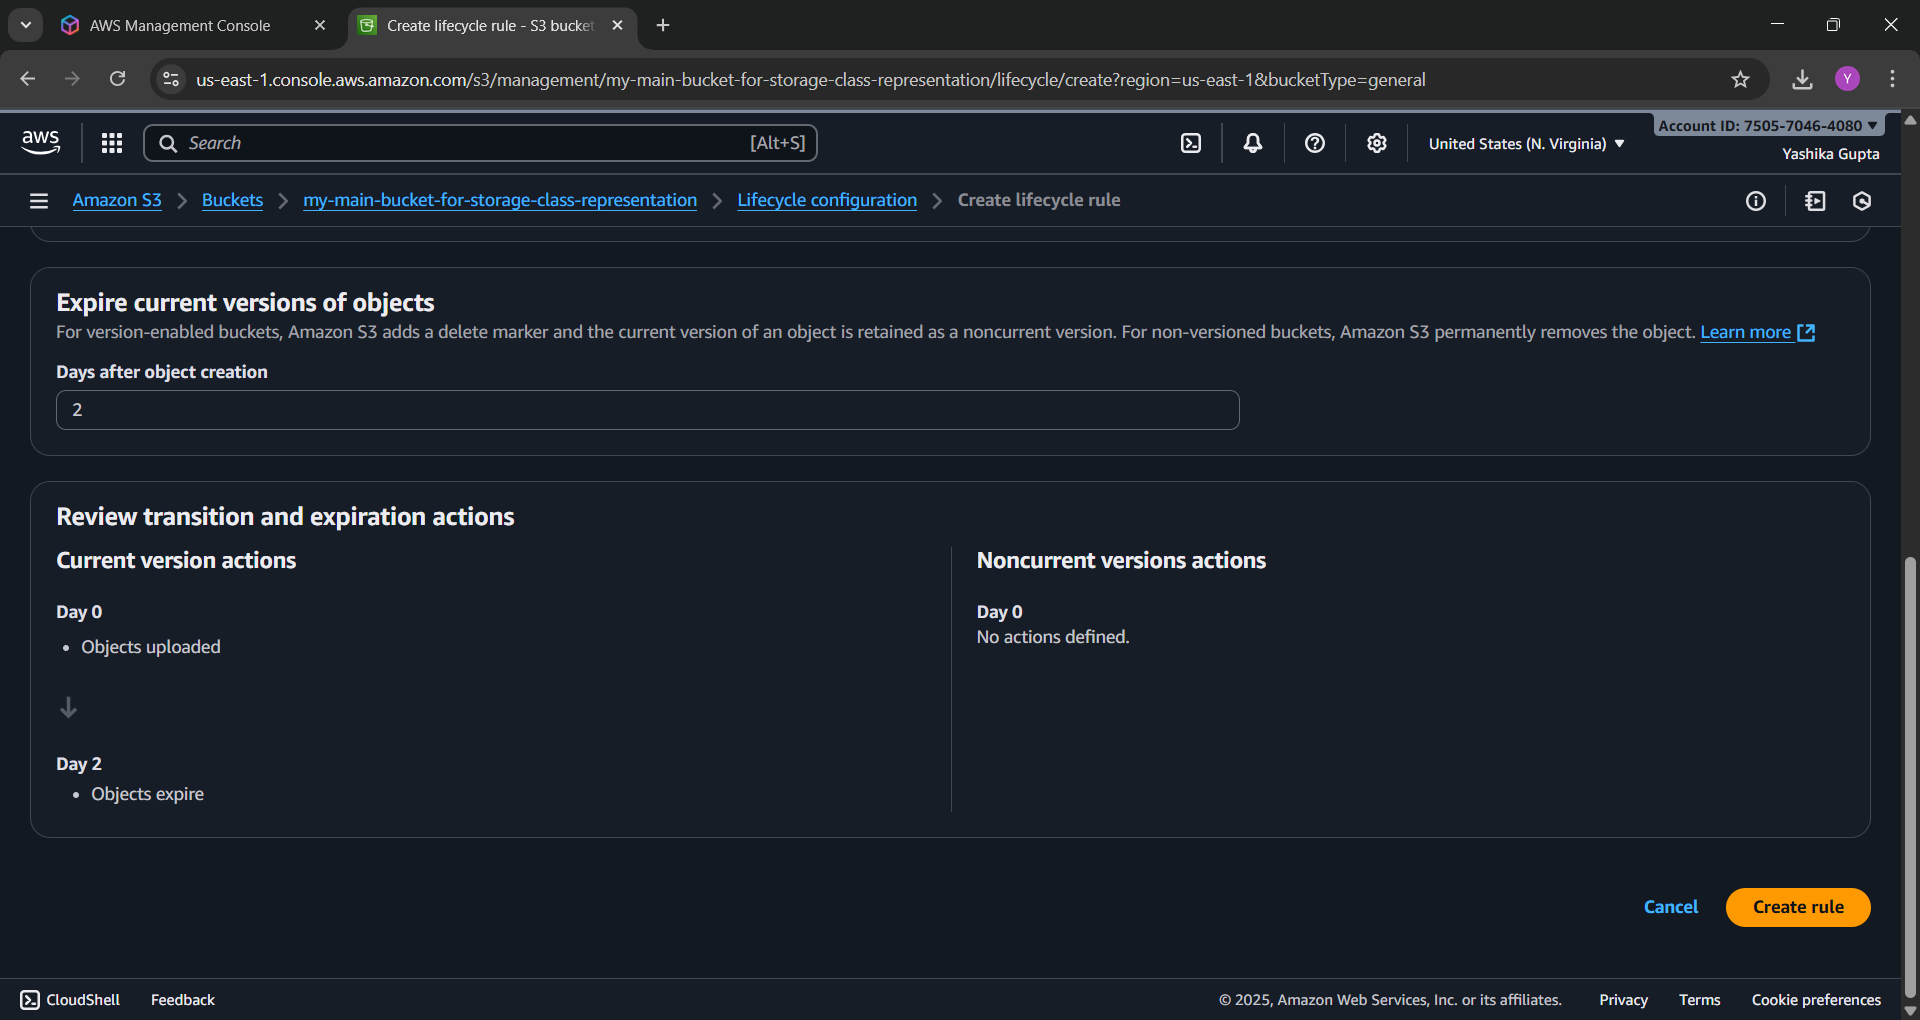 AWS Management Console
Create lifecycle rule - S3 bucket
us-east-1.console.aws.amazon.com/s3/management/my-main-bucket-for-storage-class-representation/lifecycle/create?region=us-east-1&bucketType=general
Y
aws
Search
[Alt+S]
United States (N. Virginia)
Account ID: 7505-7046-4080
Yashika Gupta
Amazon S3
Buckets
my-main-bucket-for-storage-class-representation
Lifecycle configuration
Create lifecycle rule
Expire current versions of objects
For version-enabled buckets, Amazon S3 adds a delete marker and the current version of an object is retained as a noncurrent version. For non-versioned buckets, Amazon S3 permanently removes the object. Learn more
Days after object creation
2
Review transition and expiration actions
Current version actions
Day 0
Objects uploaded
Day 2
Objects expire
Noncurrent versions actions
Day 0
No actions defined.
Cancel
Create rule
CloudShell
Feedback
© 2025, Amazon Web Services, Inc. or its affiliates.
Privacy
Terms
Cookie preferences